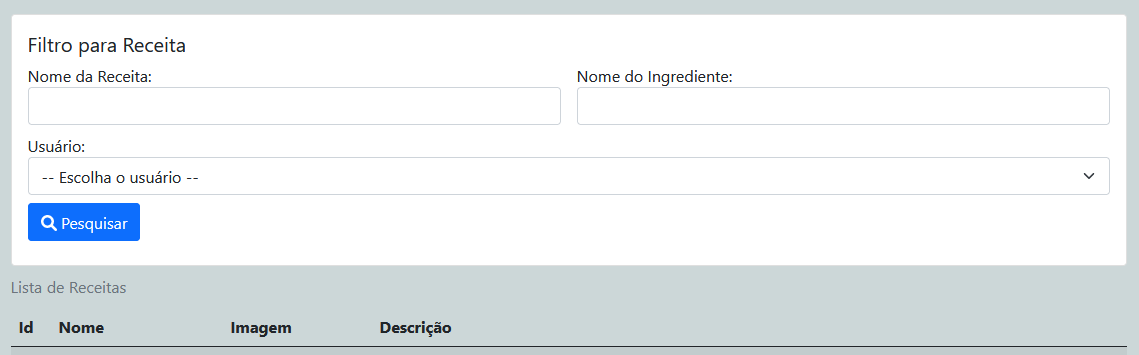 Filtro para Receita
Nome da Receita: Nome do Ingrediente:
Usuário:
-- Escolha o usuário --
Pesquisar
Lista de Receitas
Id Nome Imagem Descrição